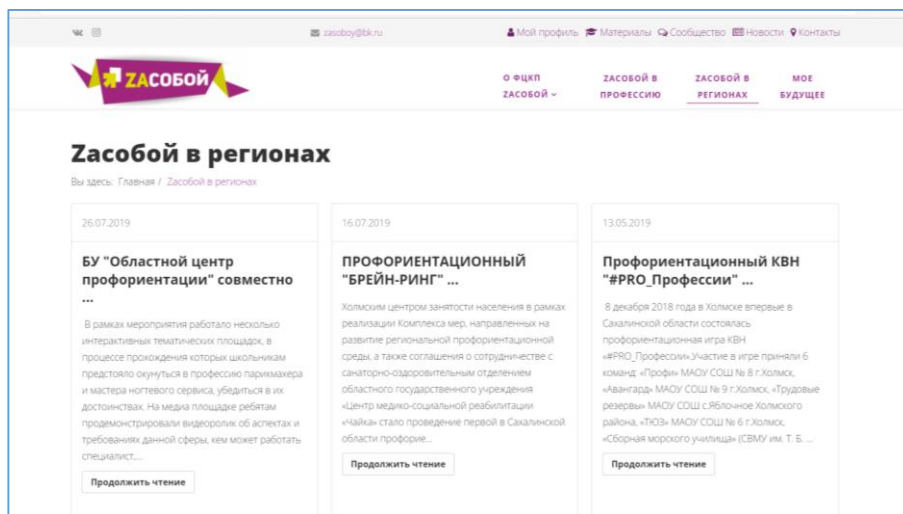 zasoboy@bk.ru
Мой профиль Материалы Сообщество Новости Контакты
ZАСОБОЙ
О ФЦКП ZАСОБОЙ
ZАСОБОЙ В ПРОФЕССИЮ
ZАСОБОЙ В РЕГИОНАХ
МОЕ БУДУЩЕЕ
Zасобой в регионах
Вы здесь: Главная / Zасобой в регионах
26.07.2019
БУ "Областной центр
профориентации" совместно
...
В рамках мероприятия работало несколько
интерактивных тематических площадок, в
процессе прохождения которых школьникам
предстояло окунуться в профессию парикмахера
и мастера ногтевого сервиса, убедиться в их
достоинствах. На медиа площадке ребятам
продемонстрировали видеоролик об аспектах и
требованиях данной сферы, кем может работать
специалист....
Продолжить чтение
16.07.2019
ПРОФОРИЕНТАЦИОННЫЙ
"БРЕЙН-РИНГ" ...
Холмским центром занятости населения в рамках
реализации Комплекса мер, направленных на
развитие региональной профориентационной
среды, а также соглашения о сотрудничестве с
санаторно-оздоровительным отделением
областного государственного учреждения
«Центр медико-социальной реабилитации
«Чайка» стало проведение первой в Сахалинской
области профорие...
Продолжить чтение
13.05.2019
Профориентационный КВН
"#PRO_Профессии" ...
8 декабря 2018 года в Холмске впервые в
Сахалинской области состоялась
профориентационная игра КВН
«#PRO_Профессии».Участие в игре приняли 6
команд: «Профи» МАОУ СОШ № 8 г.Холмск,
«Авангард» МАОУ СОШ № 9 г.Холмск, «Трудовые
резервы» МАОУ СОШ с.Яблочное Холмского
района, «ТЮЗ» МАОУ СОШ № 6 г.Холмск,
«Сборная морского училища» (СВМУ им. Т. Б. ...
Продолжить чтение